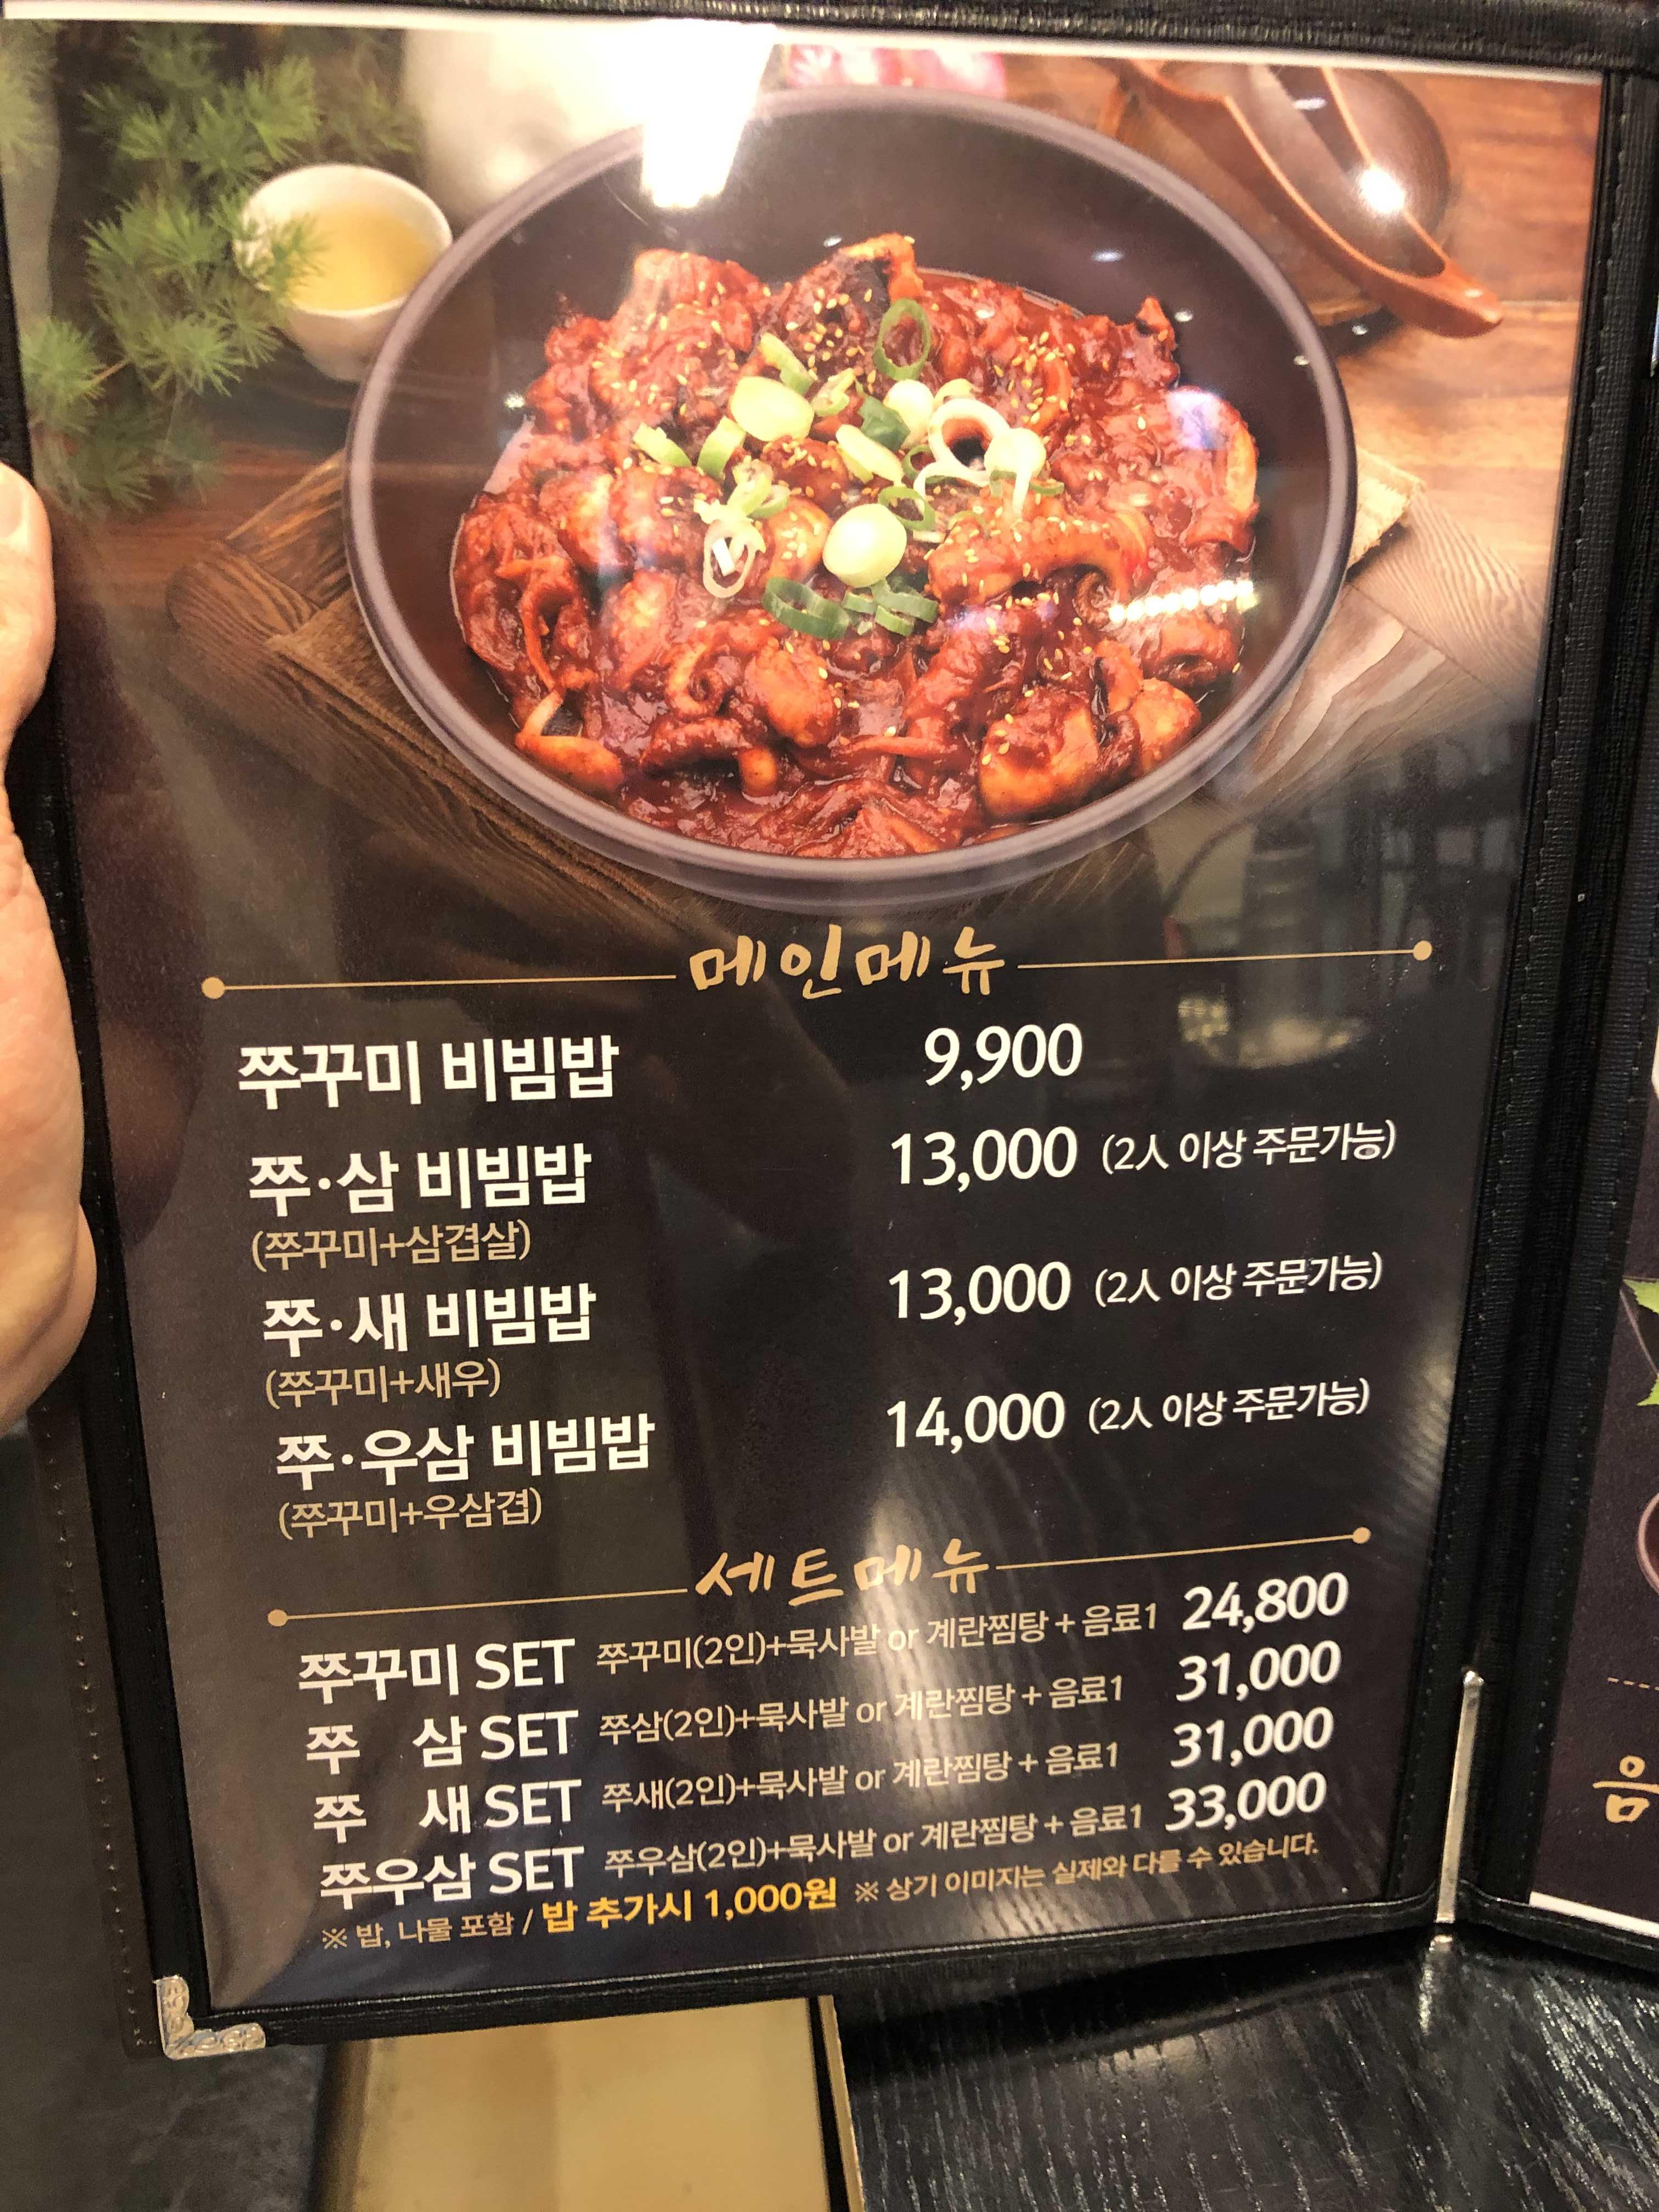 메인메뉴
쭈꾸미 비빔밥 9,900
쭈·삼 비빔밥 13,000 (2人 이상 주문가능)
(쭈꾸미+삼겹살)
쭈·새 비빔밥 13,000 (2人 이상 주문가능)
(쭈꾸미+새우)
쭈·우삼 비빔밥 14,000 (2人 이상 주문가능)
(쭈꾸미+우삼겹)
세트메뉴
쭈꾸미 SET 쭈꾸미(2인)+묵사발 or 계란찜탕 + 음료1 24,800
쭈 삼 SET 쭈삼(2인)+묵사발 or 계란찜탕 + 음료1 31,000
쭈 새 SET 쭈새(2인)+묵사발 or 계란찜탕 + 음료1 31,000
쭈우삼 SET 쭈우삼(2인)+묵사발 or 계란찜탕 + 음료1 33,000
※ 밥, 나물 포함 / 밥 추가시 1,000원 ※ 상기 이미지는 실제와 다를 수 있습니다.
음